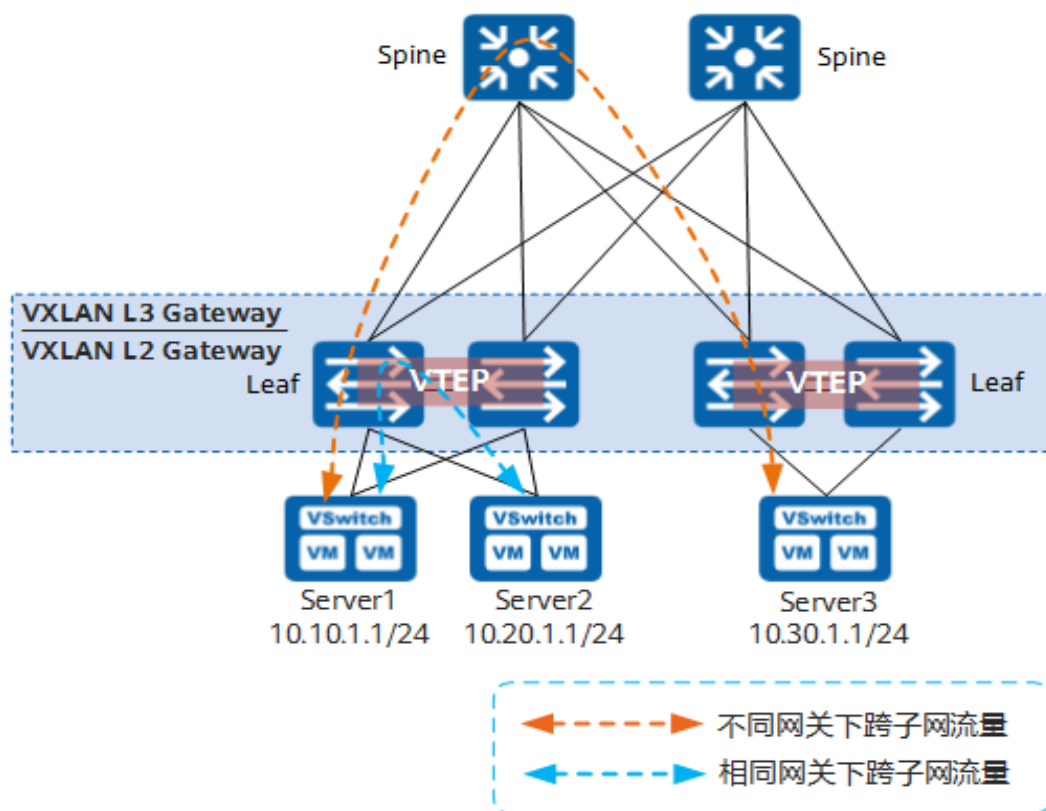 Spine
Spine
VXLAN L3 Gateway
VXLAN L2 Gateway
Leaf
VTEP
VTEP
Leaf
VSwitch
VM VM
VSwitch
VM VM
VSwitch
VM VM
Server1
10.10.1.1/24
Server2
10.20.1.1/24
Server3
10.30.1.1/24
不同网关下跨子网流量
相同网关下跨子网流量